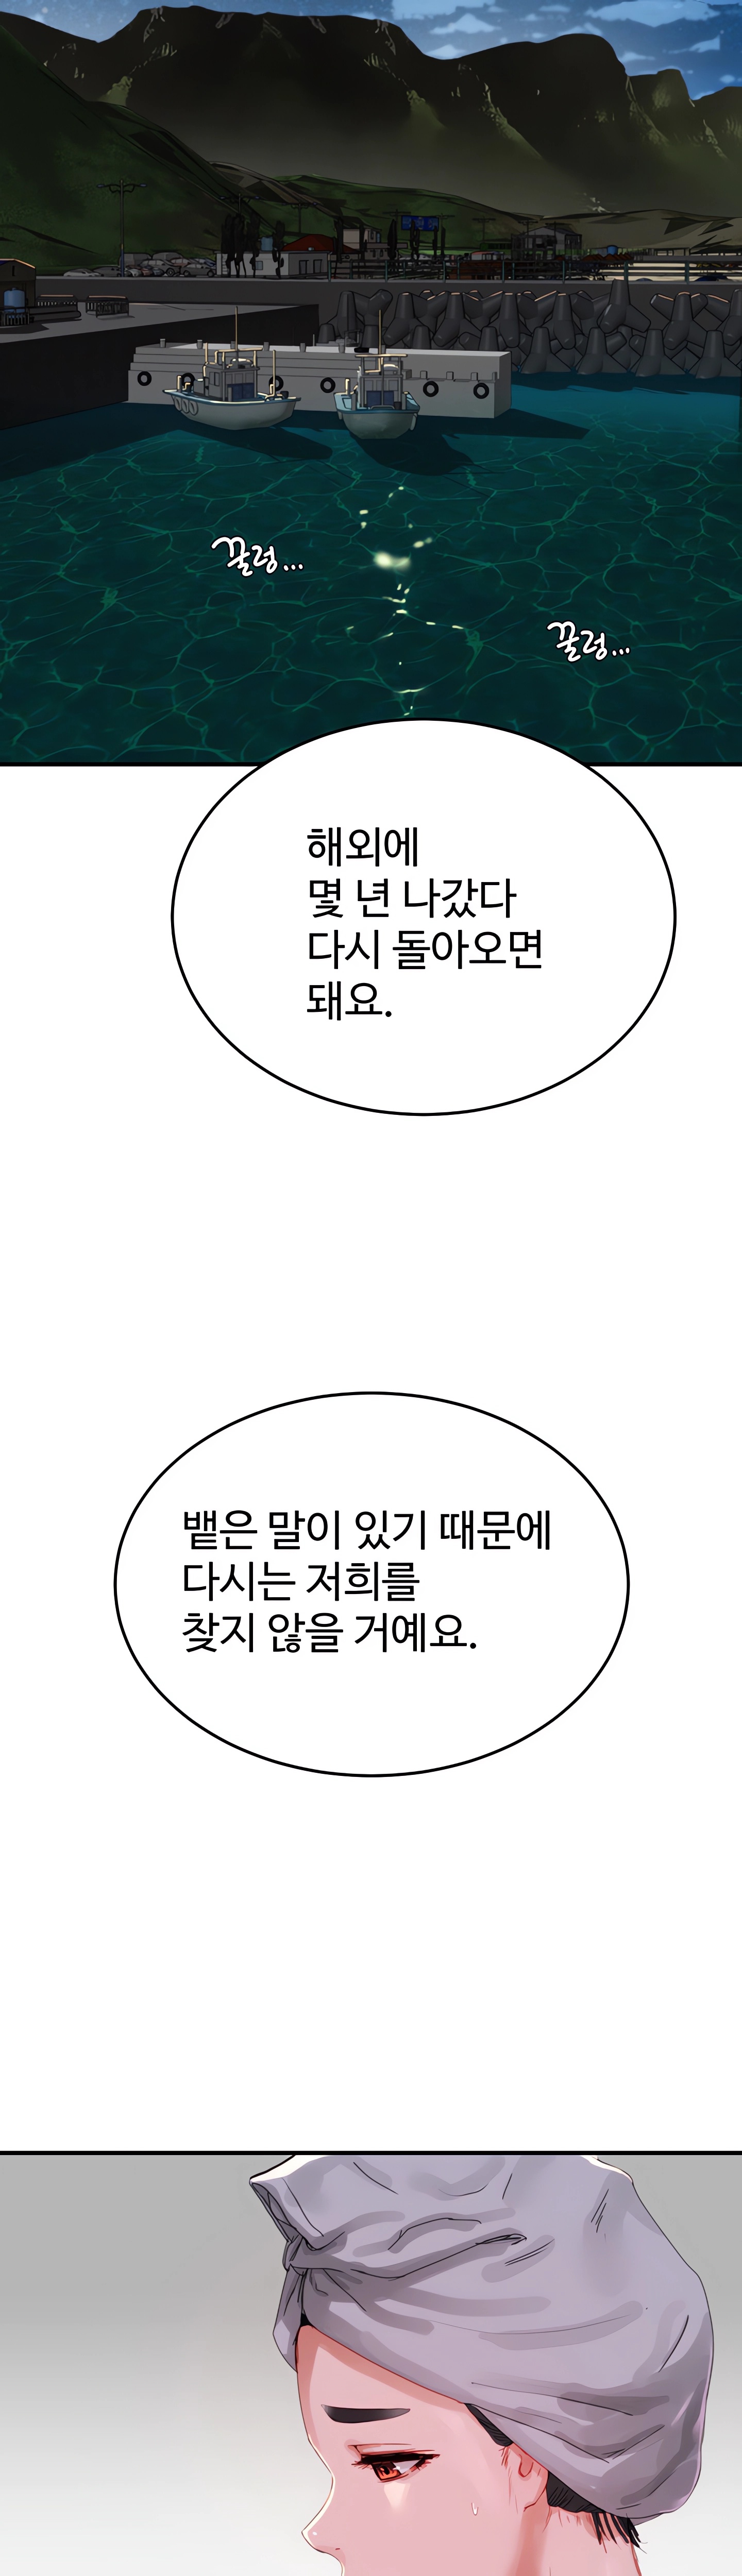 꿀렁...
꿀렁...
해외에
몇 년 나갔다
다시 돌아오면
돼요.
뱉은 말이 있기 때문에
다시는 저희를
찾지 않을 거예요.